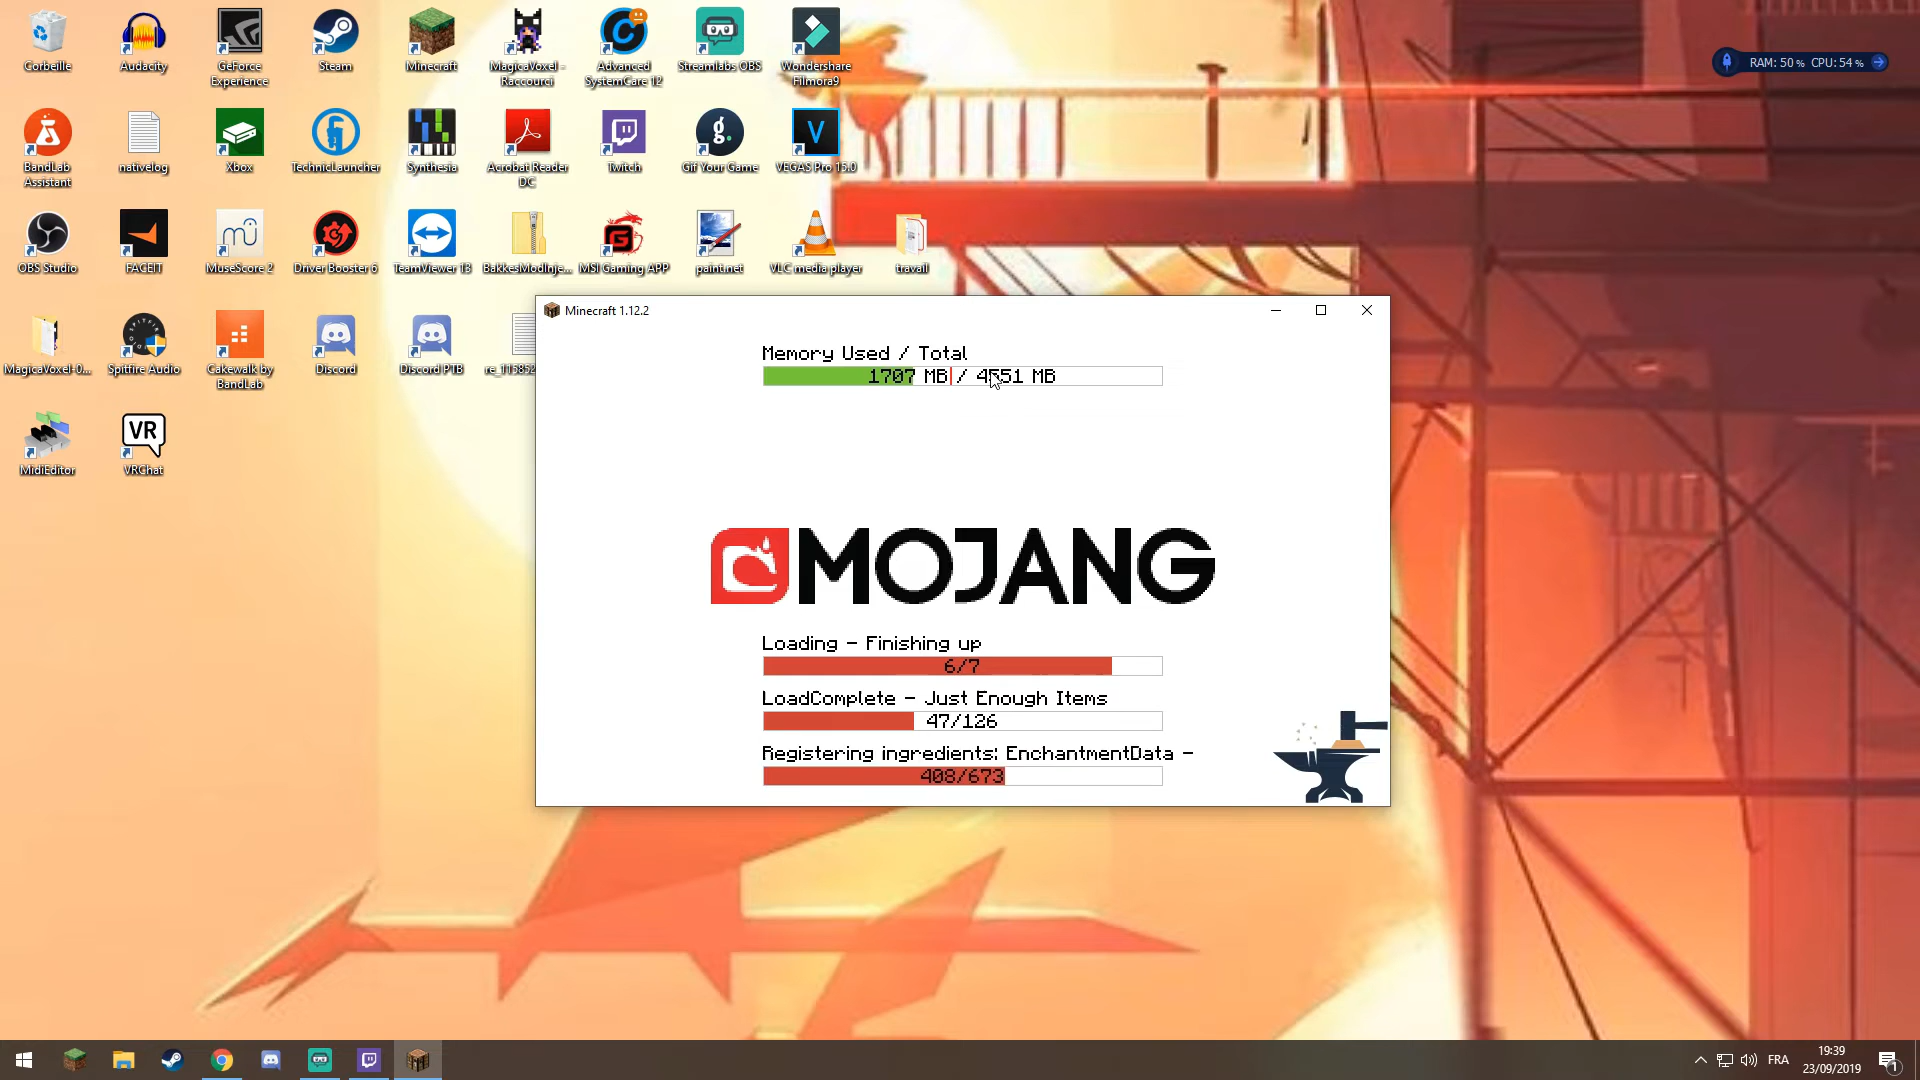 Corbeille
Audacity
GeForce
Experience
Steam
Minecraft
MagicaVoxel -
Raccourci
Advanced
SystemCare 12
Streamlabs OBS
Wondershare
Filmora9
RAM: 50 % CPU: 54 %
BandLab
Assistant
nativelog
Xbox
TechnicLauncher
Synthesia
Acrobat Reader
DC
Twitch
Gif Your Game
VEGAS Pro 15.0
OBS Studio
FACEIT
MuseScore 2
Driver Booster 6
TeamViewer 13
BakkesModInje...
MSI Gaming APP
paint.net
VLC media player
travail
MagicaVoxel-0...
Spitfire Audio
Cakewalk by
BandLab
Discord
Discord PTB
MidiEditor
VR
VRChat
Minecraft 1.12.2
Memory Used / Total
1707 MB / 4551 MB
MOJANG
Loading - Finishing up
6/7
LoadComplete - Just Enough Items
47/126
Registering ingredients: EnchantmentData -
408/673
FRA
19:39
23/09/2019
1